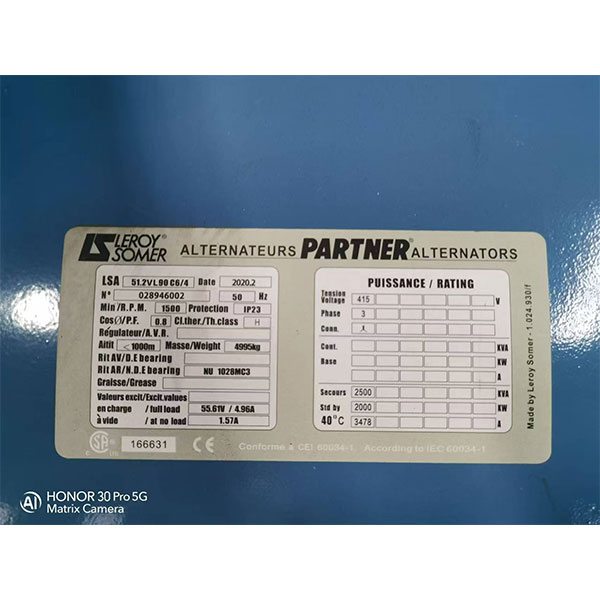 LEROY SOMER
ALTERNATEURS PARTNER ALTERNATORS
LSA 51.2VL90 C6/4 Date 2020.2
N° 028946002 50 Hz
Min/R.P.M. 1500 Protection IP23
Cos∅/P.F. 0.8 Cl.ther/Th.class H
Régulateur/A.V.R.
Altit < 1000m Masse/Weight 4995kg
Rlt AV/D.E bearing
Rlt AR/N.D.E bearing NU 1028MC3
Graisse/Grease
Valeurs excit/Excit.values
en charge / full load 55.61V / 4.96A
à vide / at no load 1.57A
166631 CE
PUISSANCE / RATING
Tension
Voltage 415 V
Phase 3
Conn.
Cont. KVA
Base KW
A
Secours 2500 KVA
Std by 2000 KW
40°C 3478 A
Conforme à CEI 60034-1. According to IEC 60034-1
Made by Leroy Somer - 1 024.930/f
HONOR 30 Pro 5G
Matrix Camera
AI